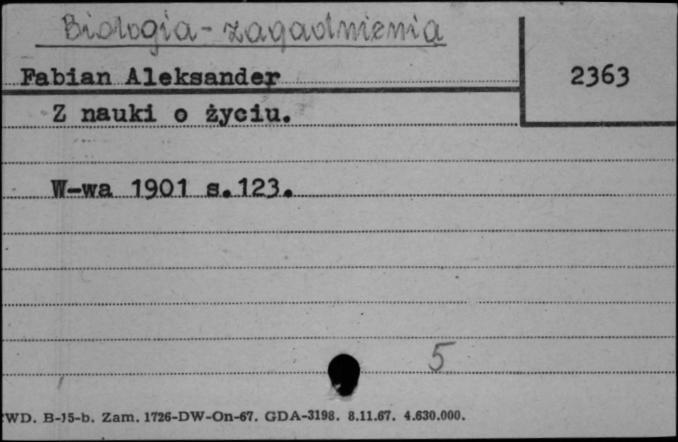 Biologia - zagadnienia
Fabian Aleksander
2363
Z nauki o życiu.
W-wa 1901 s.123.
5
WD. B-15-b. Zam. 1726-DW-On-67. GDA-3198. 8.11.67. 4.630.000.